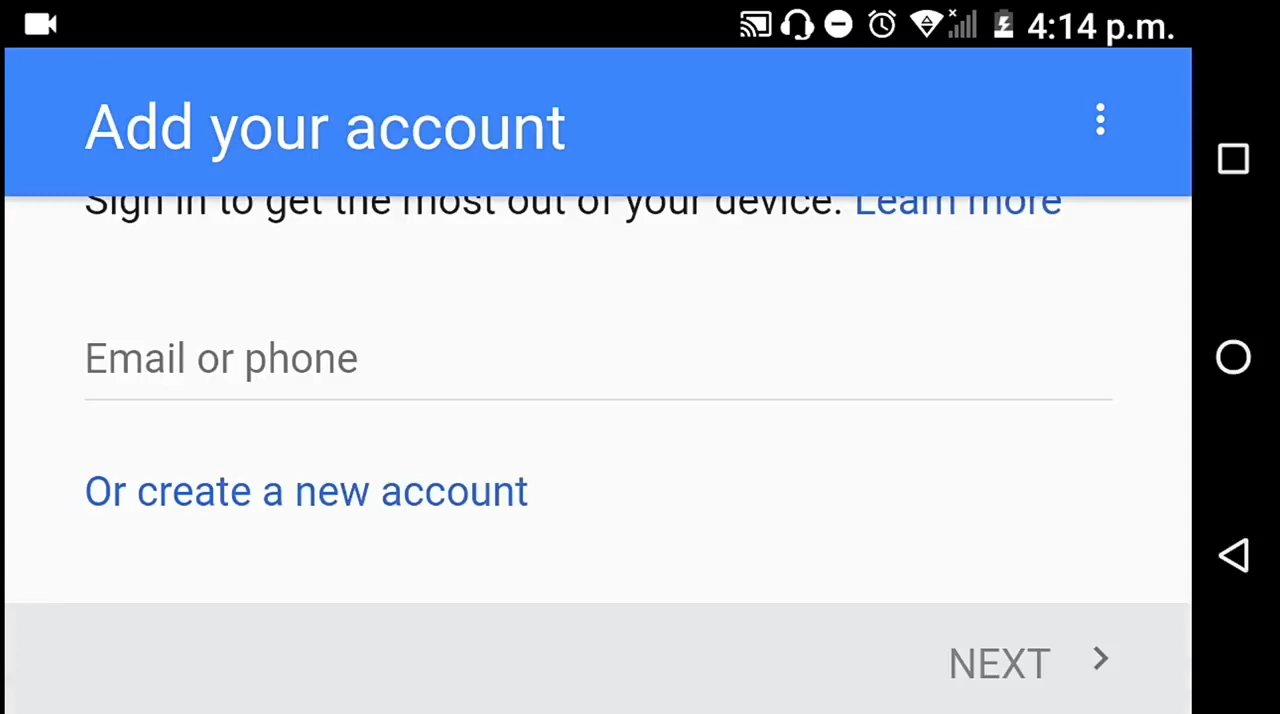 4:14 p.m.
Add your account
Sign in to get the most out of your device. Learn more
Email or phone
Or create a new account
NEXT